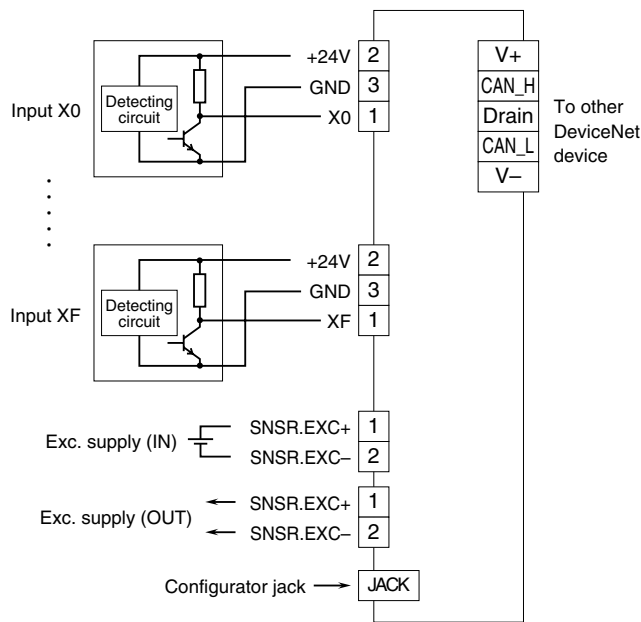 +24V 2
Input X0
Detecting
circuit
GND 3
X0 1
V+
CAN_H
Drain
CAN_L
V–
To other
DeviceNet
device
+24V 2
Input XF
Detecting
circuit
GND 3
XF 1
Exc. supply (IN)
SNSR.EXC+ 1
SNSR.EXC– 2
Exc. supply (OUT)
SNSR.EXC+ 1
SNSR.EXC– 2
Configurator jack
JACK